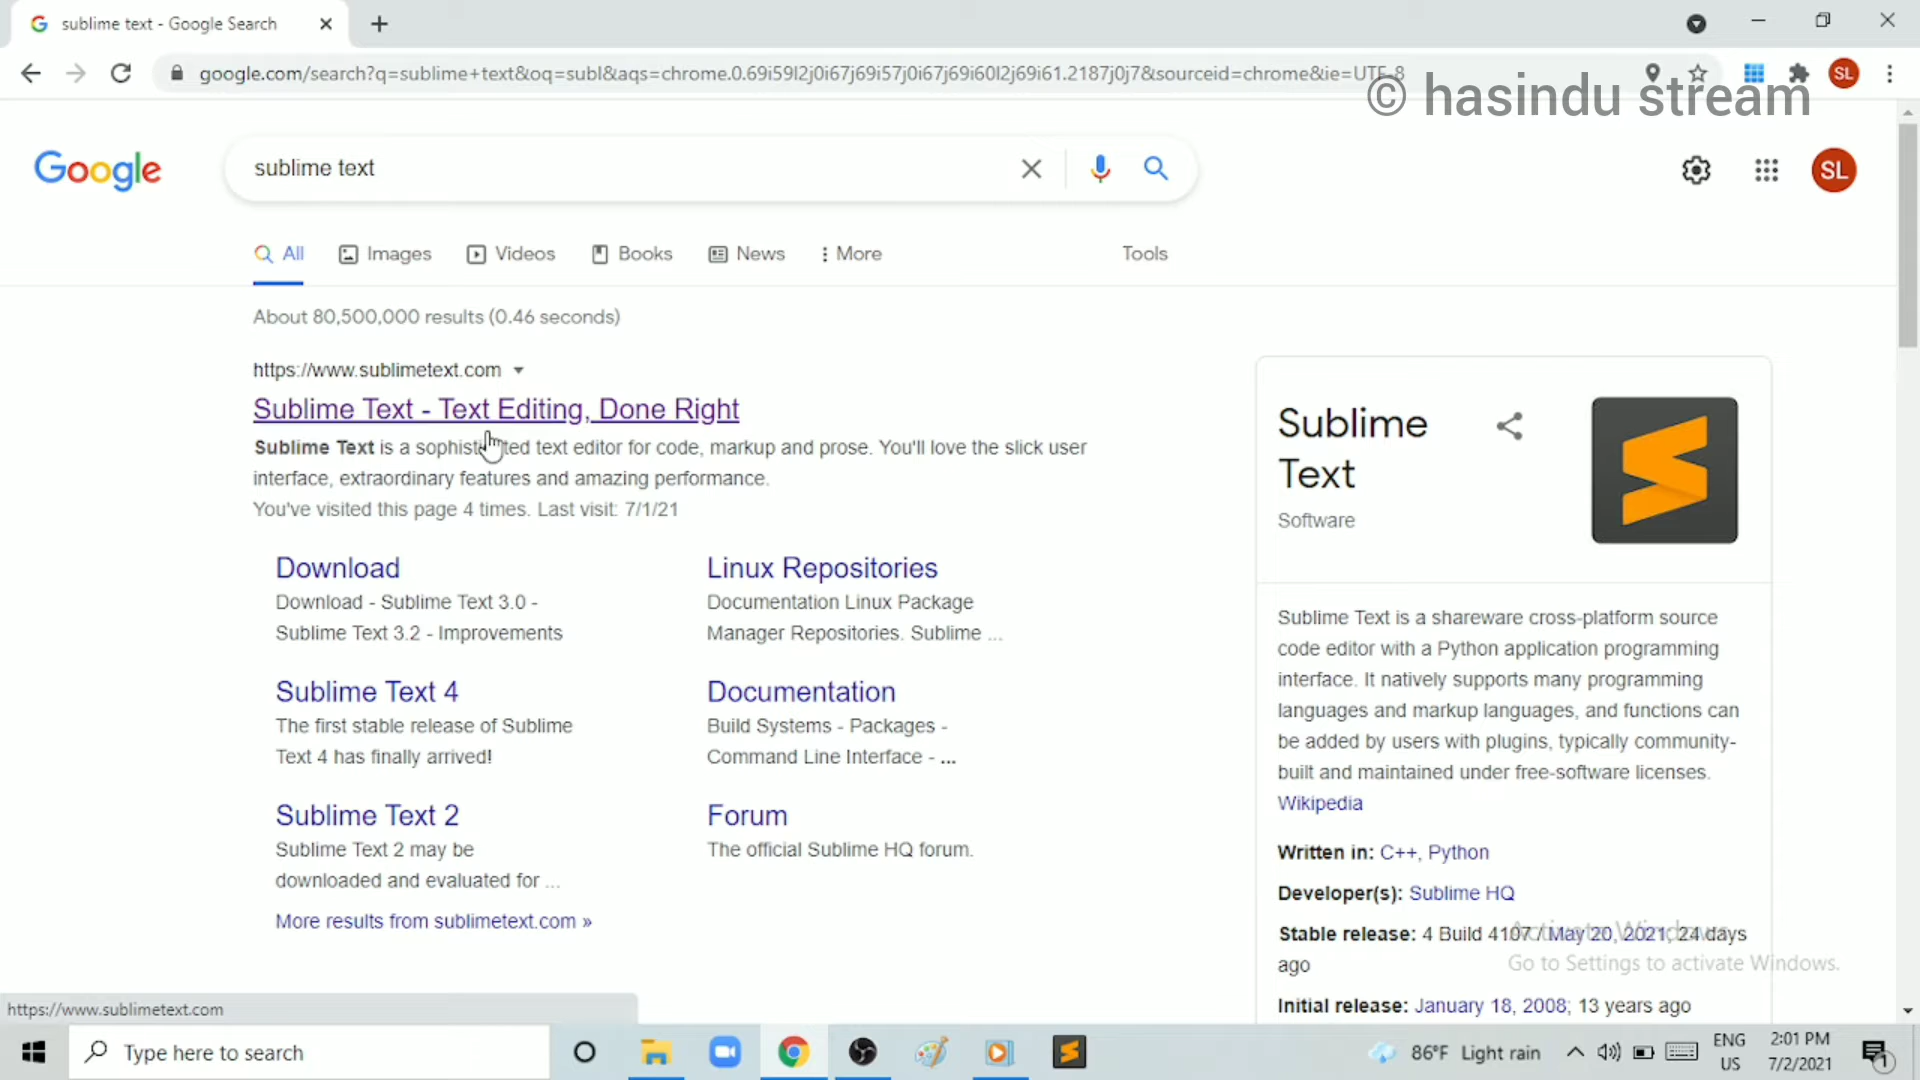 sublime text - Google Search
google.com/search?q=sublime+text&oq=subl&aqs=chrome.0.69i59l2j0i67j69i57j0i67j69i60l2j69i61.2187j0j7&sourceid=chrome&ie=UTF-8
SL
© hasindu stream
Google
sublime text
SL
All
Images
Videos
Books
News
More
Tools
About 80,500,000 results (0.46 seconds)
https://www.sublimetext.com
Sublime Text - Text Editing, Done Right
Sublime Text is a sophisticated text editor for code, markup and prose. You'll love the slick user
interface, extraordinary features and amazing performance.
You've visited this page 4 times. Last visit: 7/1/21
Download
Download - Sublime Text 3.0 -
Sublime Text 3.2 - Improvements
Linux Repositories
Documentation Linux Package
Manager Repositories. Sublime ...
Sublime Text 4
The first stable release of Sublime
Text 4 has finally arrived!
Documentation
Build Systems - Packages -
Command Line Interface - ...
Sublime Text 2
Sublime Text 2 may be
downloaded and evaluated for ...
Forum
The official Sublime HQ forum.
More results from sublimetext.com »
Sublime
Text
Software
Sublime Text is a shareware cross-platform source
code editor with a Python application programming
interface. It natively supports many programming
languages and markup languages, and functions can
be added by users with plugins, typically community-
built and maintained under free-software licenses.
Wikipedia
Written in: C++, Python
Developer(s): Sublime HQ
Stable release: 4 Build 4107 / May 20, 2021; 24 days
ago
Initial release: January 18, 2008; 13 years ago
Activate Windows
Go to Settings to activate Windows.
https://www.sublimetext.com
Type here to search
86°F Light rain
ENG
US
2:01 PM
7/2/2021
1